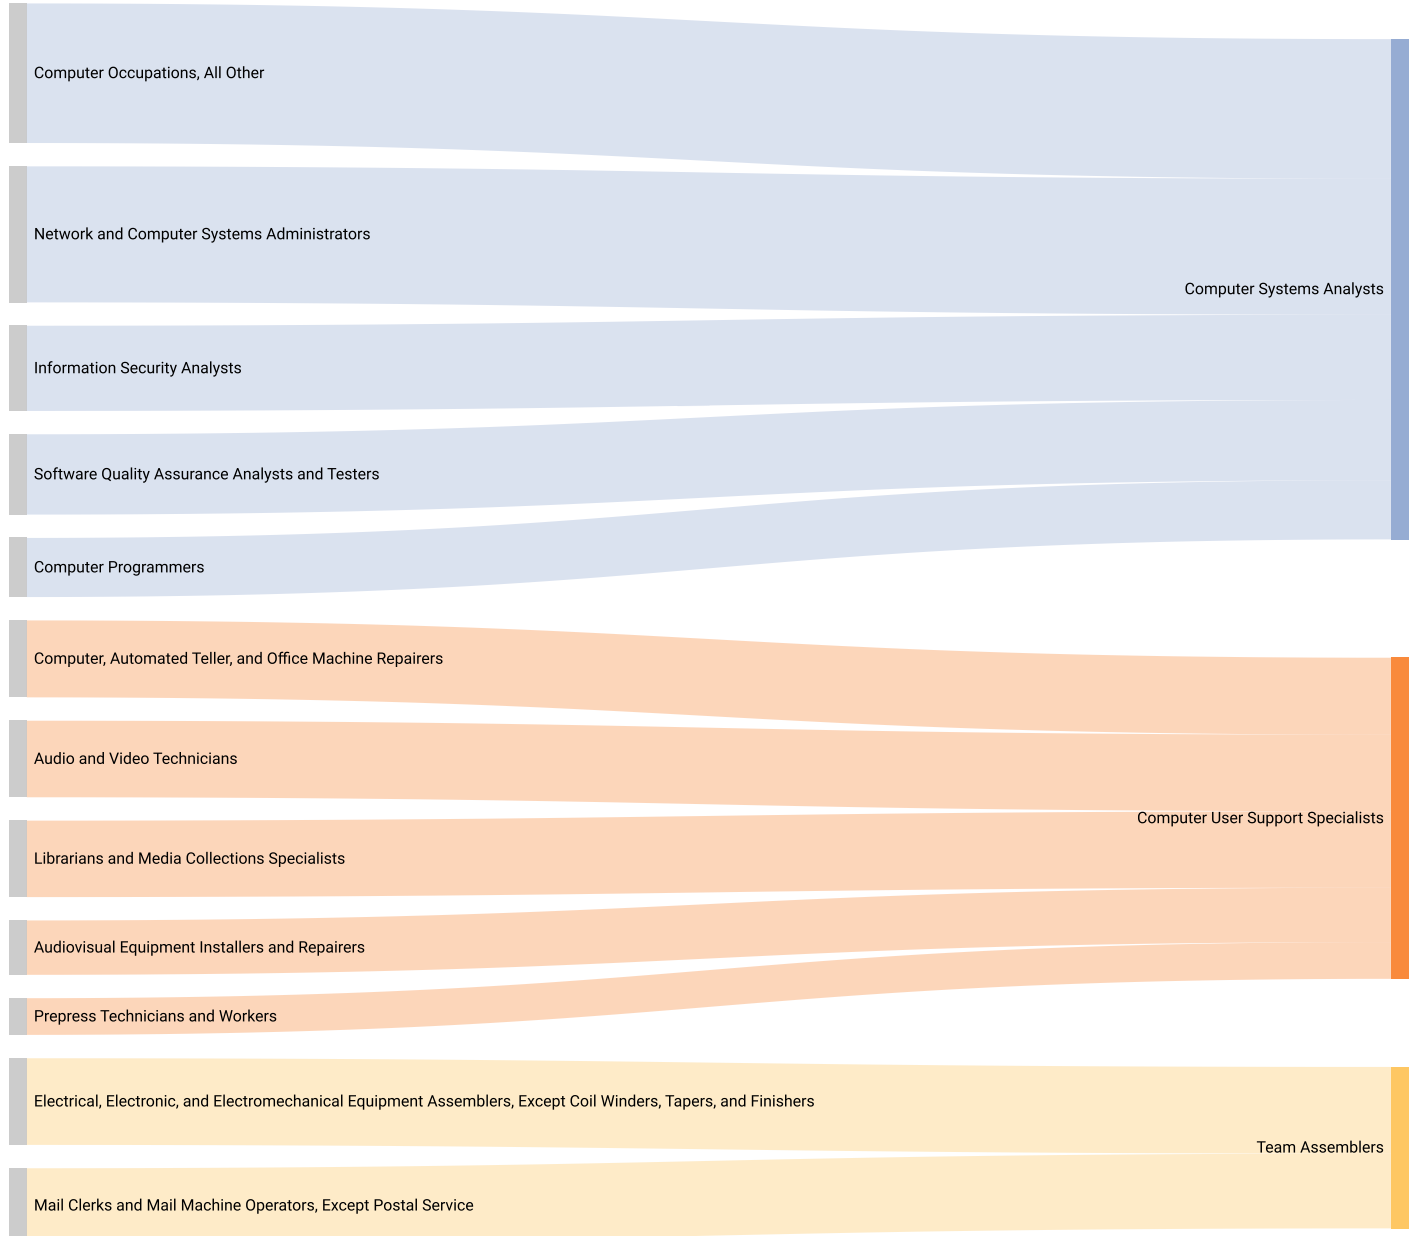 Computer Occupations, All Other
Network and Computer Systems Administrators
Computer Systems Analysts
Information Security Analysts
Software Quality Assurance Analysts and Testers
Computer Programmers
Computer, Automated Teller, and Office Machine Repairers
Audio and Video Technicians
Computer User Support Specialists
Librarians and Media Collections Specialists
Audiovisual Equipment Installers and Repairers
Prepress Technicians and Workers
Electrical, Electronic, and Electromechanical Equipment Assemblers, Except Coil Winders, Tapers, and Finishers
Team Assemblers
Mail Clerks and Mail Machine Operators, Except Postal Service